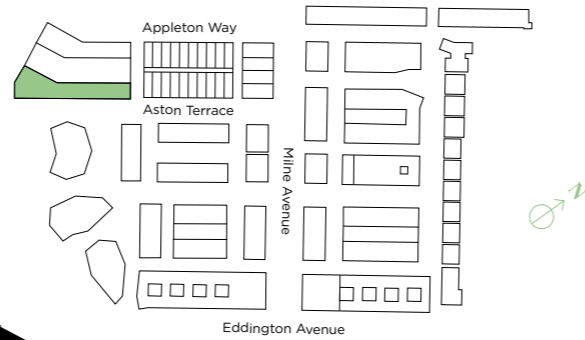 Appleton Way
Aston Terrace
Milne Avenue
N
Eddington Avenue